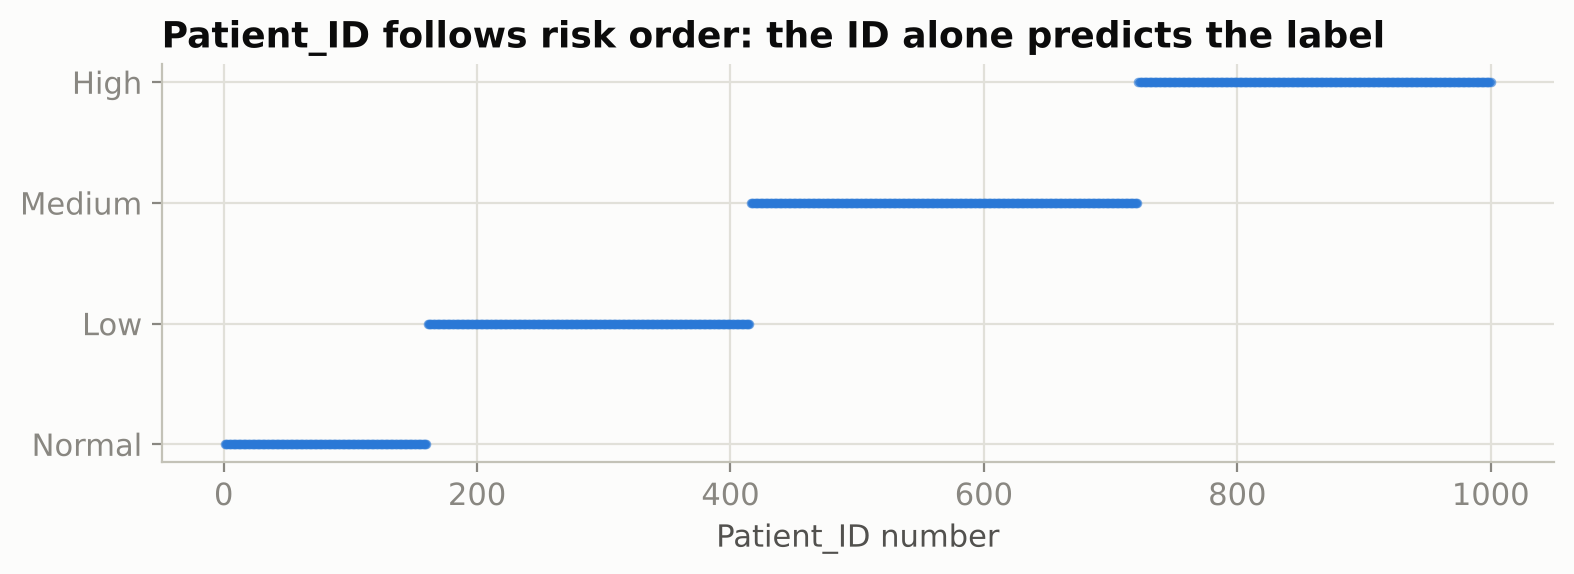 Patient_ID follows risk order: the ID alone predicts the label
High
Medium
Low
Normal
0 200 400 600 800 1000
Patient_ID number